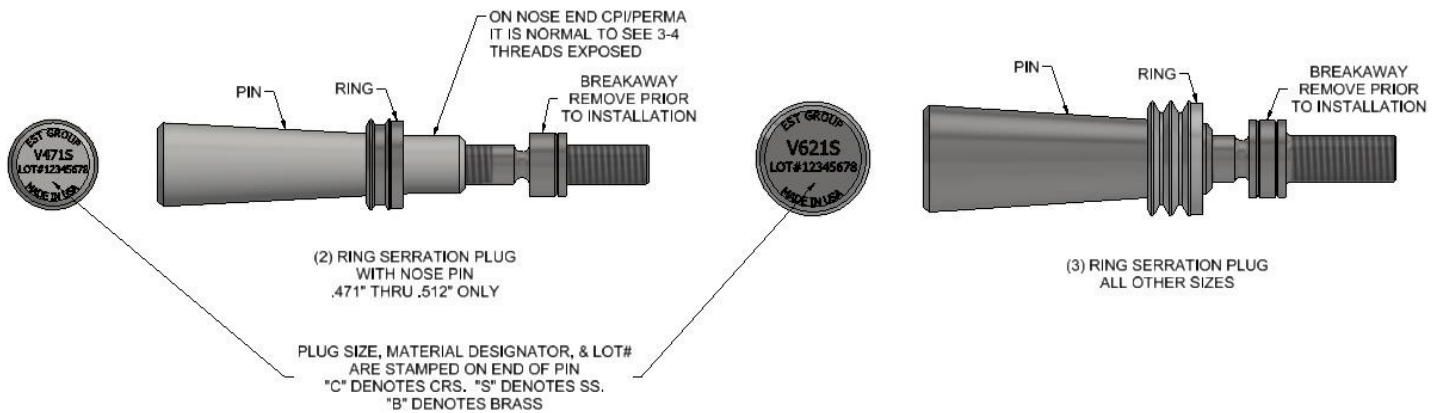 ON NOSE END CPI/PERMA
IT IS NORMAL TO SEE 3-4
THREADS EXPOSED
PIN
RING
BREAKAWAY
REMOVE PRIOR
TO INSTALLATION
EST GROUP
V471S
LOT#12345678
MADE IN USA
(2) RING SERRATION PLUG
WITH NOSE PIN
.471" THRU .512" ONLY
EST GROUP
V621S
LOT#12345678
MADE IN USA
PIN
RING
BREAKAWAY
REMOVE PRIOR
TO INSTALLATION
(3) RING SERRATION PLUG
ALL OTHER SIZES
PLUG SIZE, MATERIAL DESIGNATOR, & LOT#
ARE STAMPED ON END OF PIN
"C" DENOTES CRS. "S" DENOTES SS.
"B" DENOTES BRASS